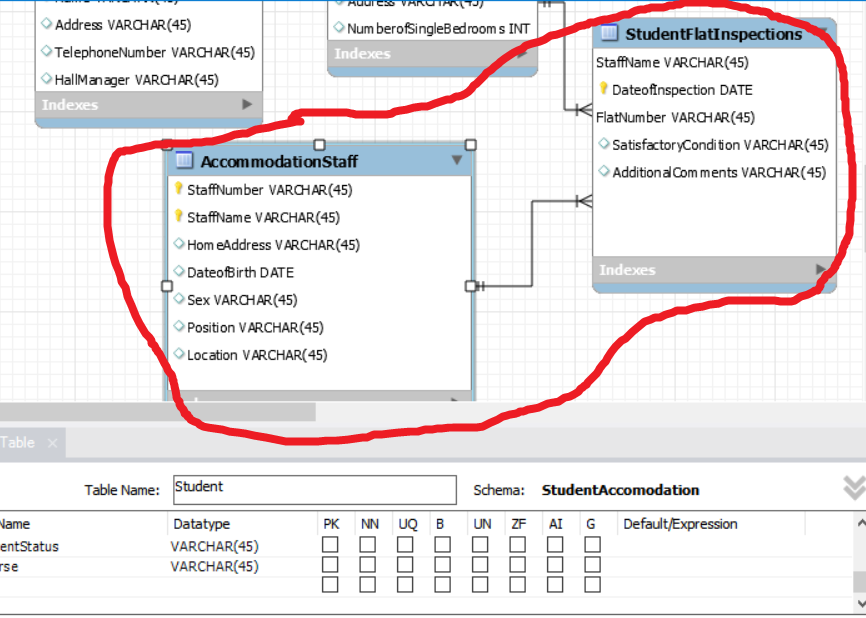 Address VARCHAR(45)
TelephoneNumber VARCHAR(45)
HallManager VARCHAR(45)
Indexes
Address VARCHAR(45)
NumberofSingleBedrooms INT
Indexes
StudentFlatInspections
StaffName VARCHAR(45)
DateofInspection DATE
FlatNumber VARCHAR(45)
SatisfactoryCondition VARCHAR(45)
AdditionalComments VARCHAR(45)
Indexes
AccommodationStaff
StaffNumber VARCHAR(45)
StaffName VARCHAR(45)
HomeAddress VARCHAR(45)
DateofBirth DATE
Sex VARCHAR(45)
Position VARCHAR(45)
Location VARCHAR(45)
Table ×
Table Name: Student Schema: StudentAccomodation
Name Datatype PK NN UQ B UN ZF AI G Default/Expression
entStatus VARCHAR(45)
rse VARCHAR(45)